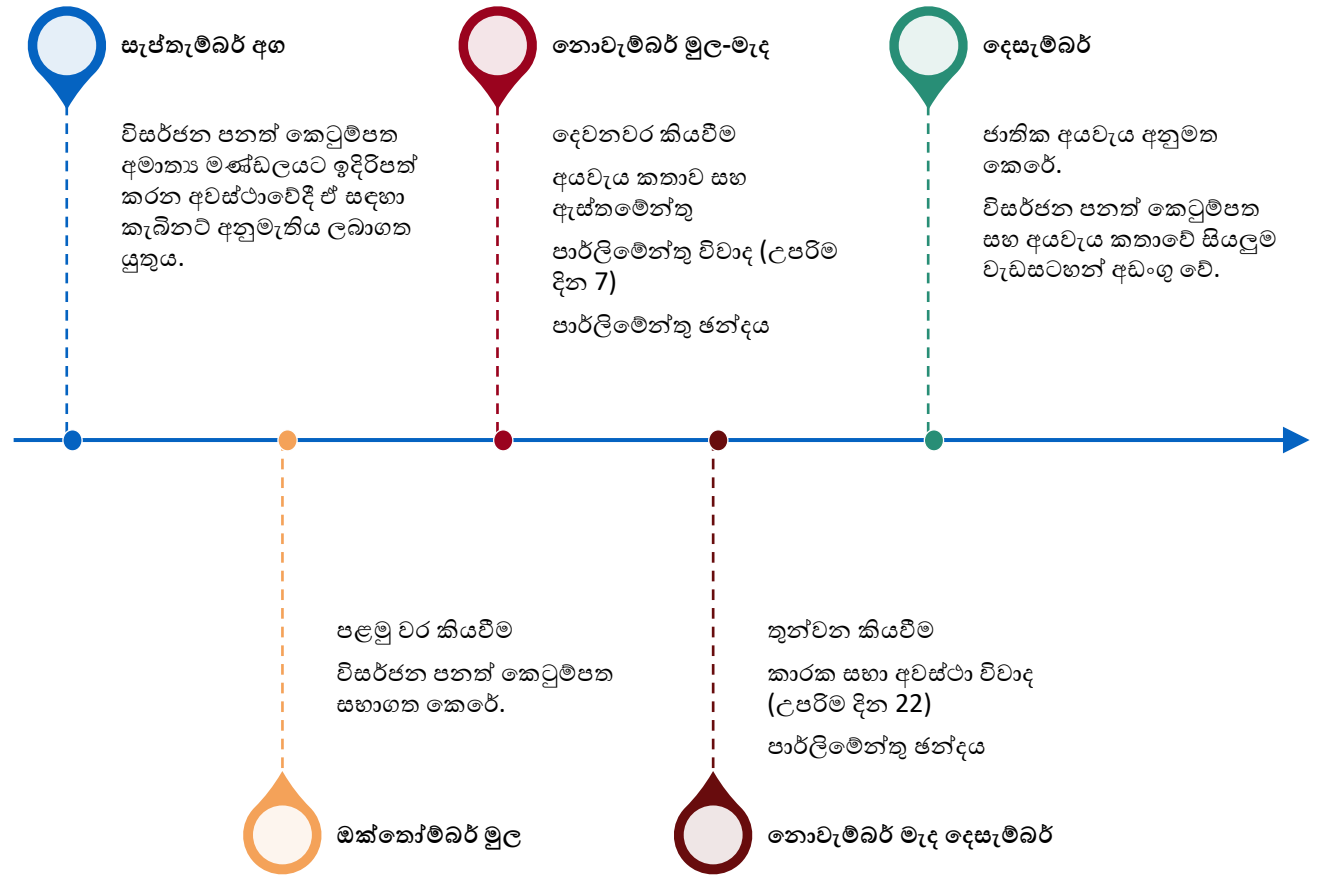 සැප්තැම්බර් අග
විසර්ජන පනත් කෙටුම්පත
අමාත්‍ය මණ්ඩලයට ඉදිරිපත්
කරන අවස්ථාවේදී ඒ සඳහා
කැබිනට් අනුමැතිය ලබාගත
යුතුය.
පළමු වර කියවීම
විසර්ජන පනත් කෙටුම්පත
සභාගත කෙරේ.
ඔක්තෝම්බර් මුල
නොවැම්බර් මුල-මැද
දෙවනවර කියවීම
අයවැය කතාව සහ
ඇස්තමේන්තු
පාර්ලිමේන්තු විවාද (උපරිම
දින 7)
පාර්ලිමේන්තු ඡන්දය
තුන්වන කියවීම
කාරක සභා අවස්ථා විවාද
(උපරිම දින 22)
පාර්ලිමේන්තු ඡන්දය
නොවැම්බර් මැද දෙසැම්බර්
දෙසැම්බර්
ජාතික අයවැය අනුමත
කෙරේ.
විසර්ජන පනත් කෙටුම්පත
සහ අයවැය කතාවේ සියලුම
වැඩසටහන් අඩංගු වේ.